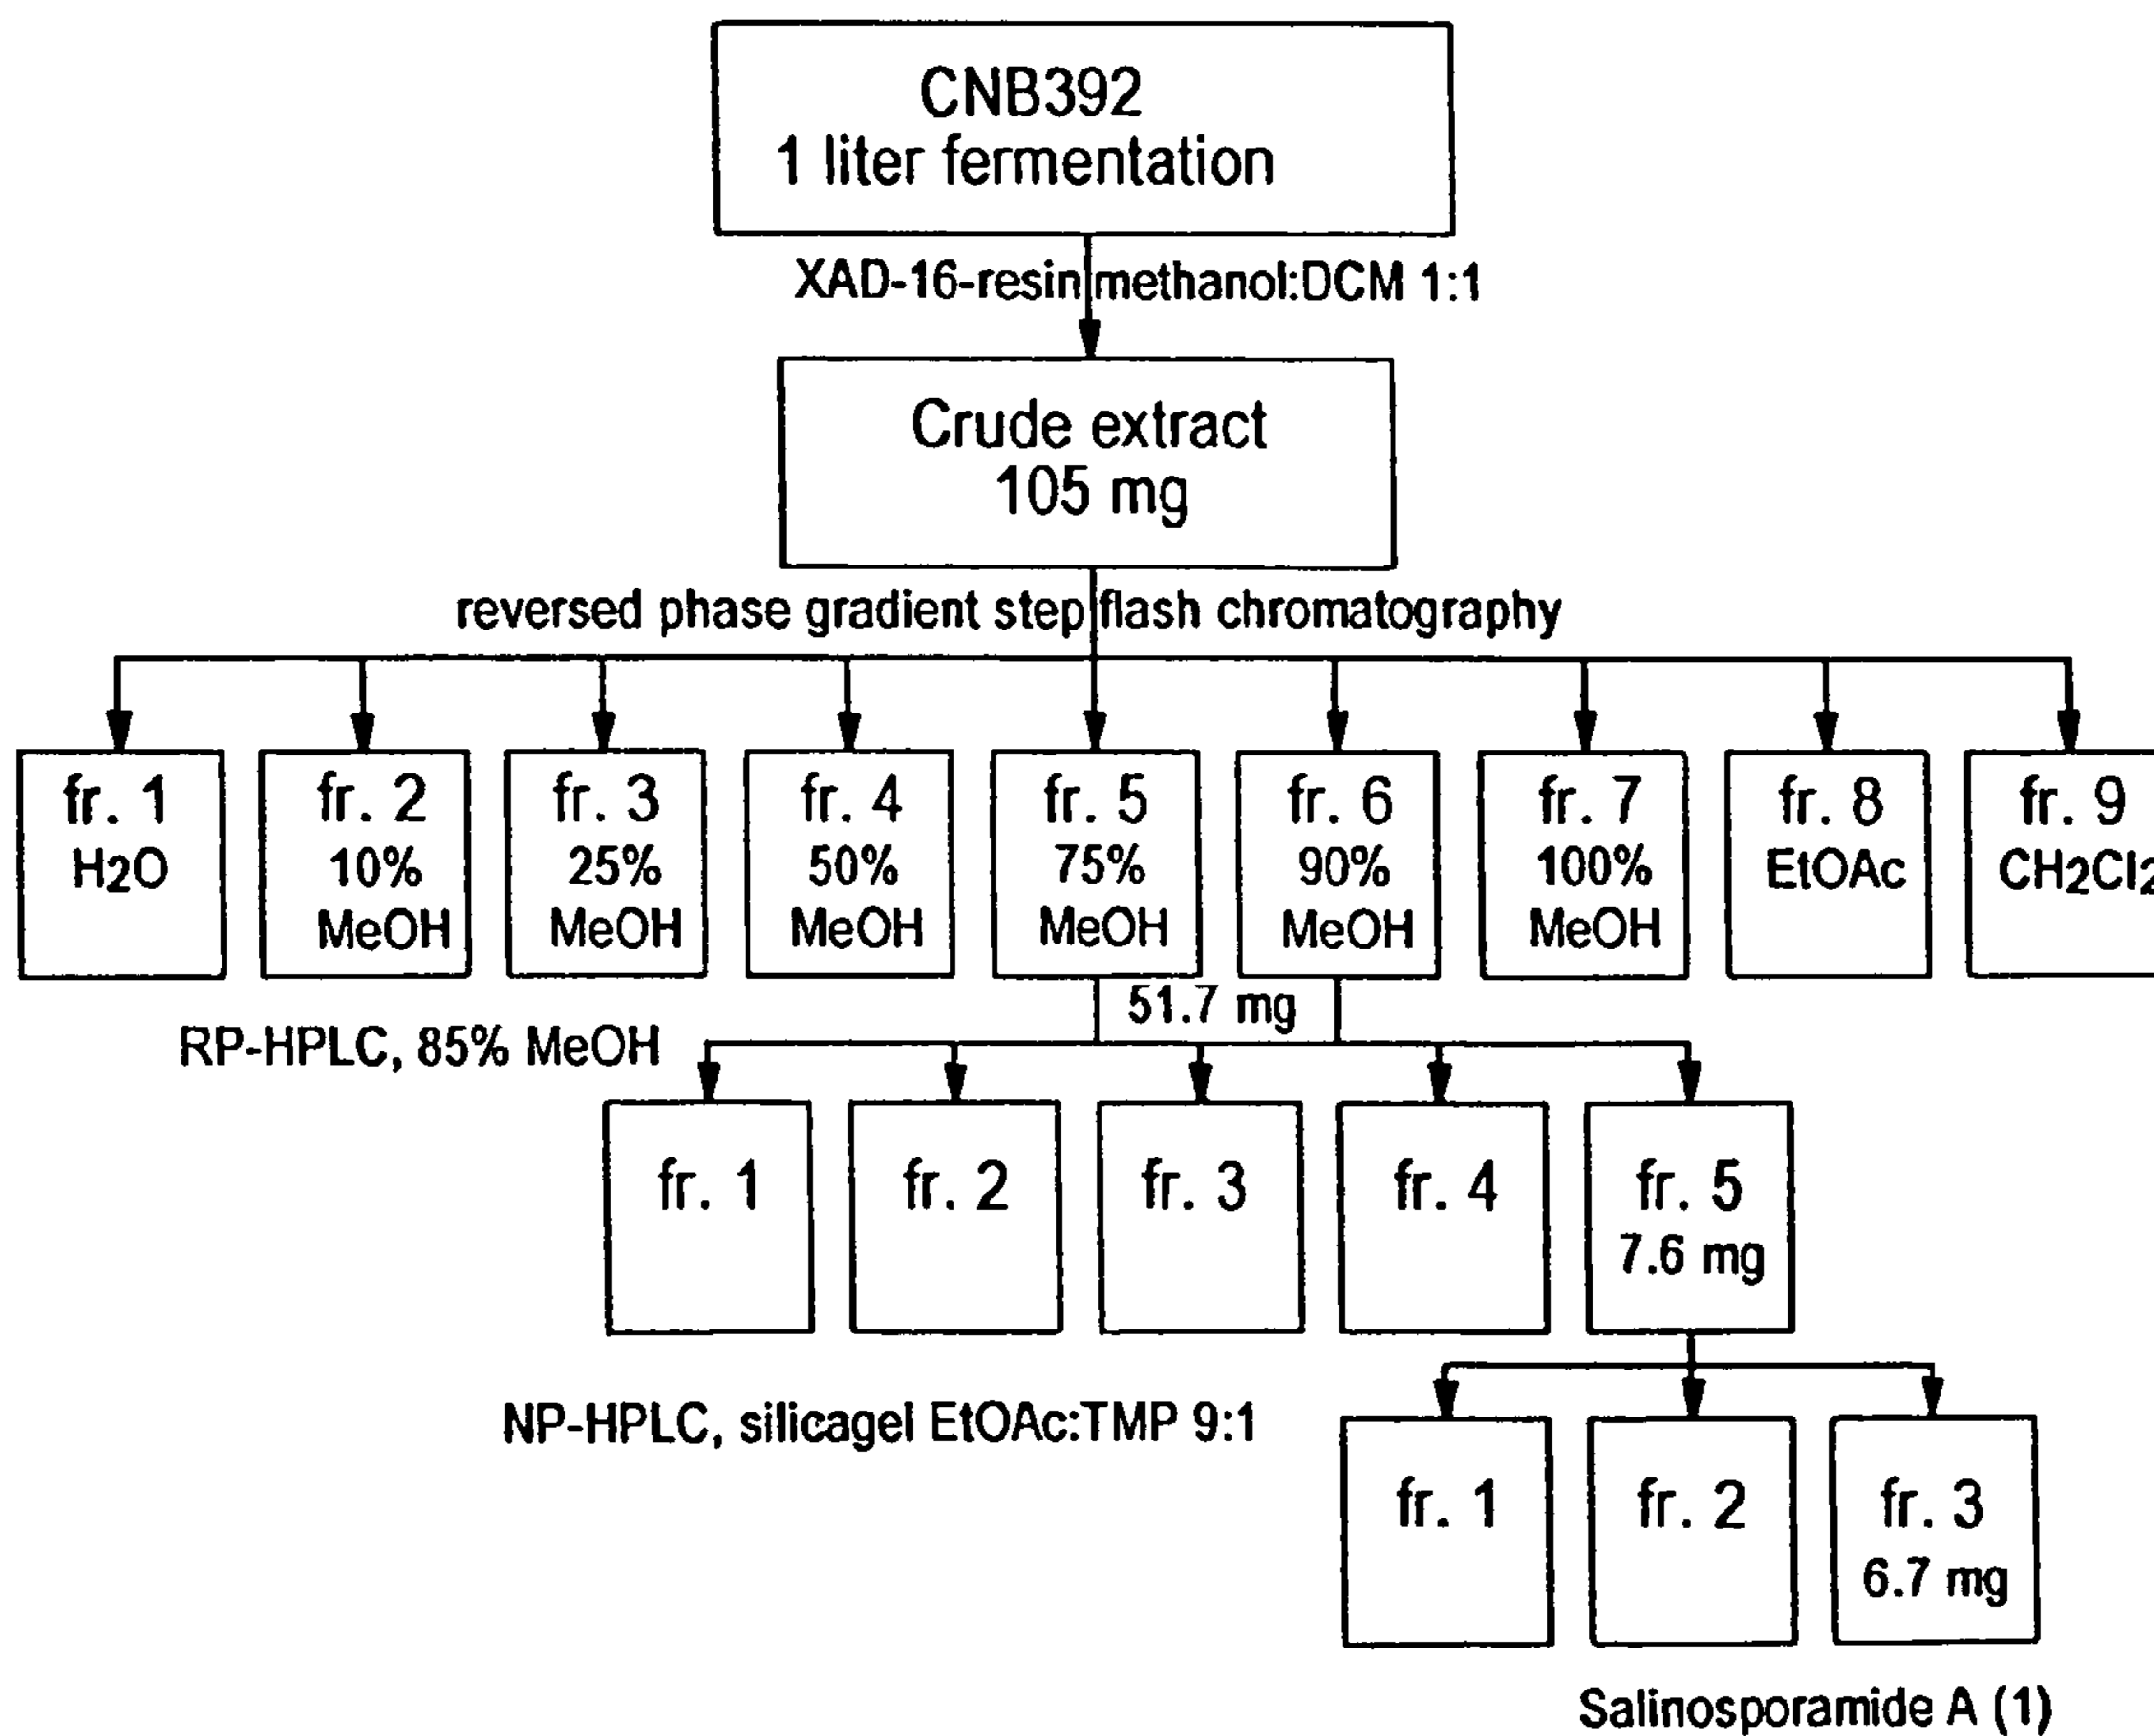 CNB392
1 liter fermentation
XAD-16-resin methanol:DCM 1:1
Crude extract
105 mg
reversed phase gradient step flash chromatography
fr. 1
H2O
fr. 2
10%
MeOH
fr. 3
25%
MeOH
fr. 4
50%
MeOH
fr. 5
75%
MeOH
fr. 6
90%
MeOH
fr. 7
100%
MeOH
fr. 8
EtOAc
fr. 9
CH2Cl2
51.7 mg
RP-HPLC, 85% MeOH
fr. 1
fr. 2
fr. 3
fr. 4
fr. 5
7.6 mg
NP-HPLC, silicagel EtOAc:TMP 9:1
fr. 1
fr. 2
fr. 3
6.7 mg
Salinosporamide A (1)